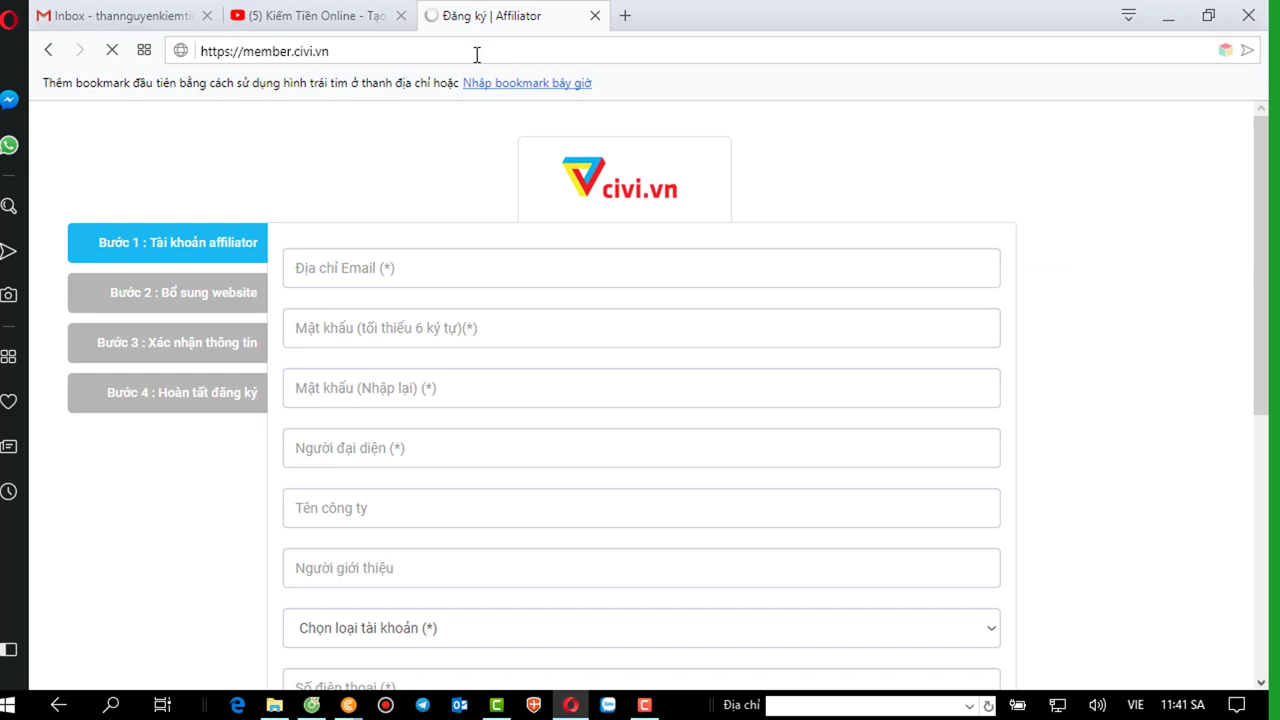 Inbox - thannguyenkiemti
(5) Kiếm Tiền Online - Tạo
Đăng ký | Affiliator
https://member.civi.vn
Thêm bookmark đầu tiên bằng cách sử dụng hình trái tim ở thanh địa chỉ hoặc Nhập bookmark bây giờ
civi.vn
Bước 1 : Tài khoản affiliator
Địa chỉ Email (*)
Bước 2 : Bổ sung website
Mật khẩu (tối thiểu 6 ký tự)(*)
Bước 3 : Xác nhận thông tin
Mật khẩu (Nhập lại) (*)
Bước 4 : Hoàn tất đăng ký
Người đại diện (*)
Tên công ty
Người giới thiệu
Chọn loại tài khoản (*)
Số điện thoại (*)
Địa chỉ
VIE
11:41 SA